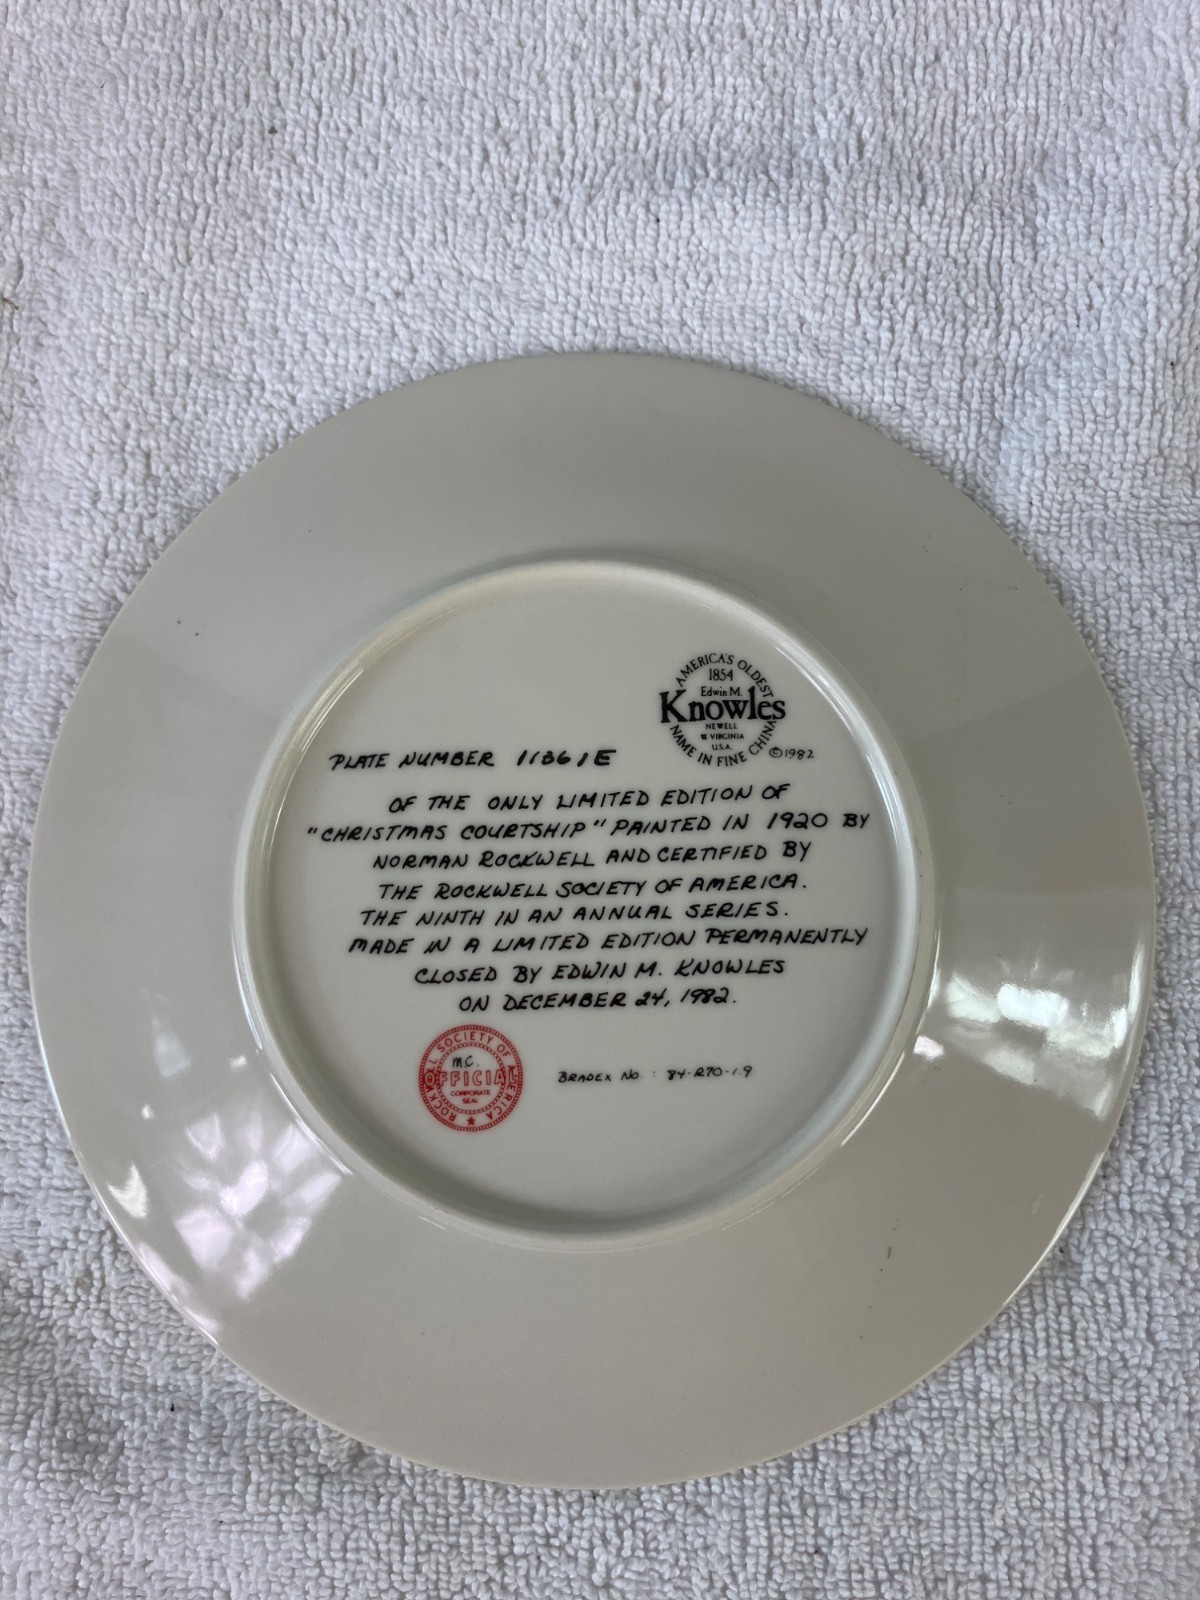 AMERICA'S OLDEST
1854
Edwin M.
Knowles
NEWELL
W VIRGINIA
U.S.A.
NAME IN FINE CHINA
©1982
PLATE NUMBER 11361E
OF THE ONLY LIMITED EDITION OF
"CHRISTMAS COURTSHIP" PAINTED IN 1920 BY
NORMAN ROCKWELL AND CERTIFIED BY
THE ROCKWELL SOCIETY OF AMERICA.
THE NINTH IN AN ANNUAL SERIES.
MADE IN A LIMITED EDITION PERMANENTLY
CLOSED BY EDWIN M. KNOWLES
ON DECEMBER 24, 1982.
ROCKWELL SOCIETY OF AMERICA
M.C.
OFFICIAL
CORPORATE
SEAL
BRADEX NO. : 84-R70-1.9